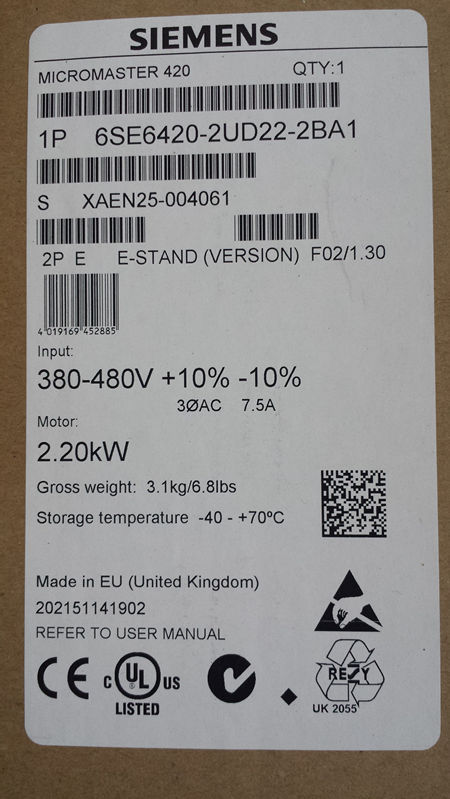 SIEMENS
MICROMASTER 420 QTY:1
1P 6SE6420-2UD22-2BA1
S XAEN25-004061
2P E E-STAND (VERSION) F02/1.30
4 019169 452885
Input:
380-480V +10% -10%
3ØAC 7.5A
Motor:
2.20kW
Gross weight: 3.1kg/6.8lbs
Storage temperature -40 - +70ºC
Made in EU (United Kingdom)
202151141902
REFER TO USER MANUAL
CE C UL US LISTED
RESY
UK 2055